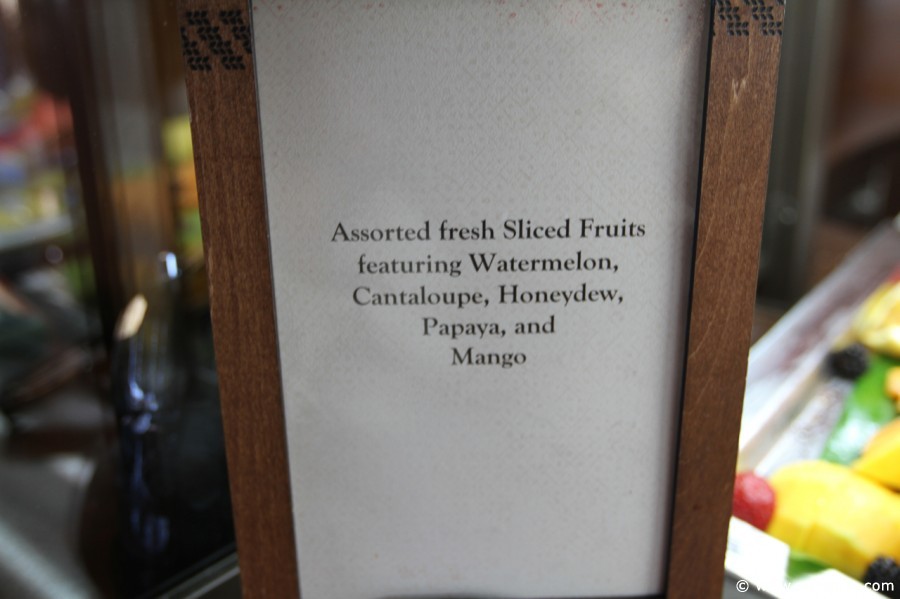 Assorted fresh Sliced Fruits
featuring Watermelon,
Cantaloupe, Honeydew,
Papaya, and
Mango